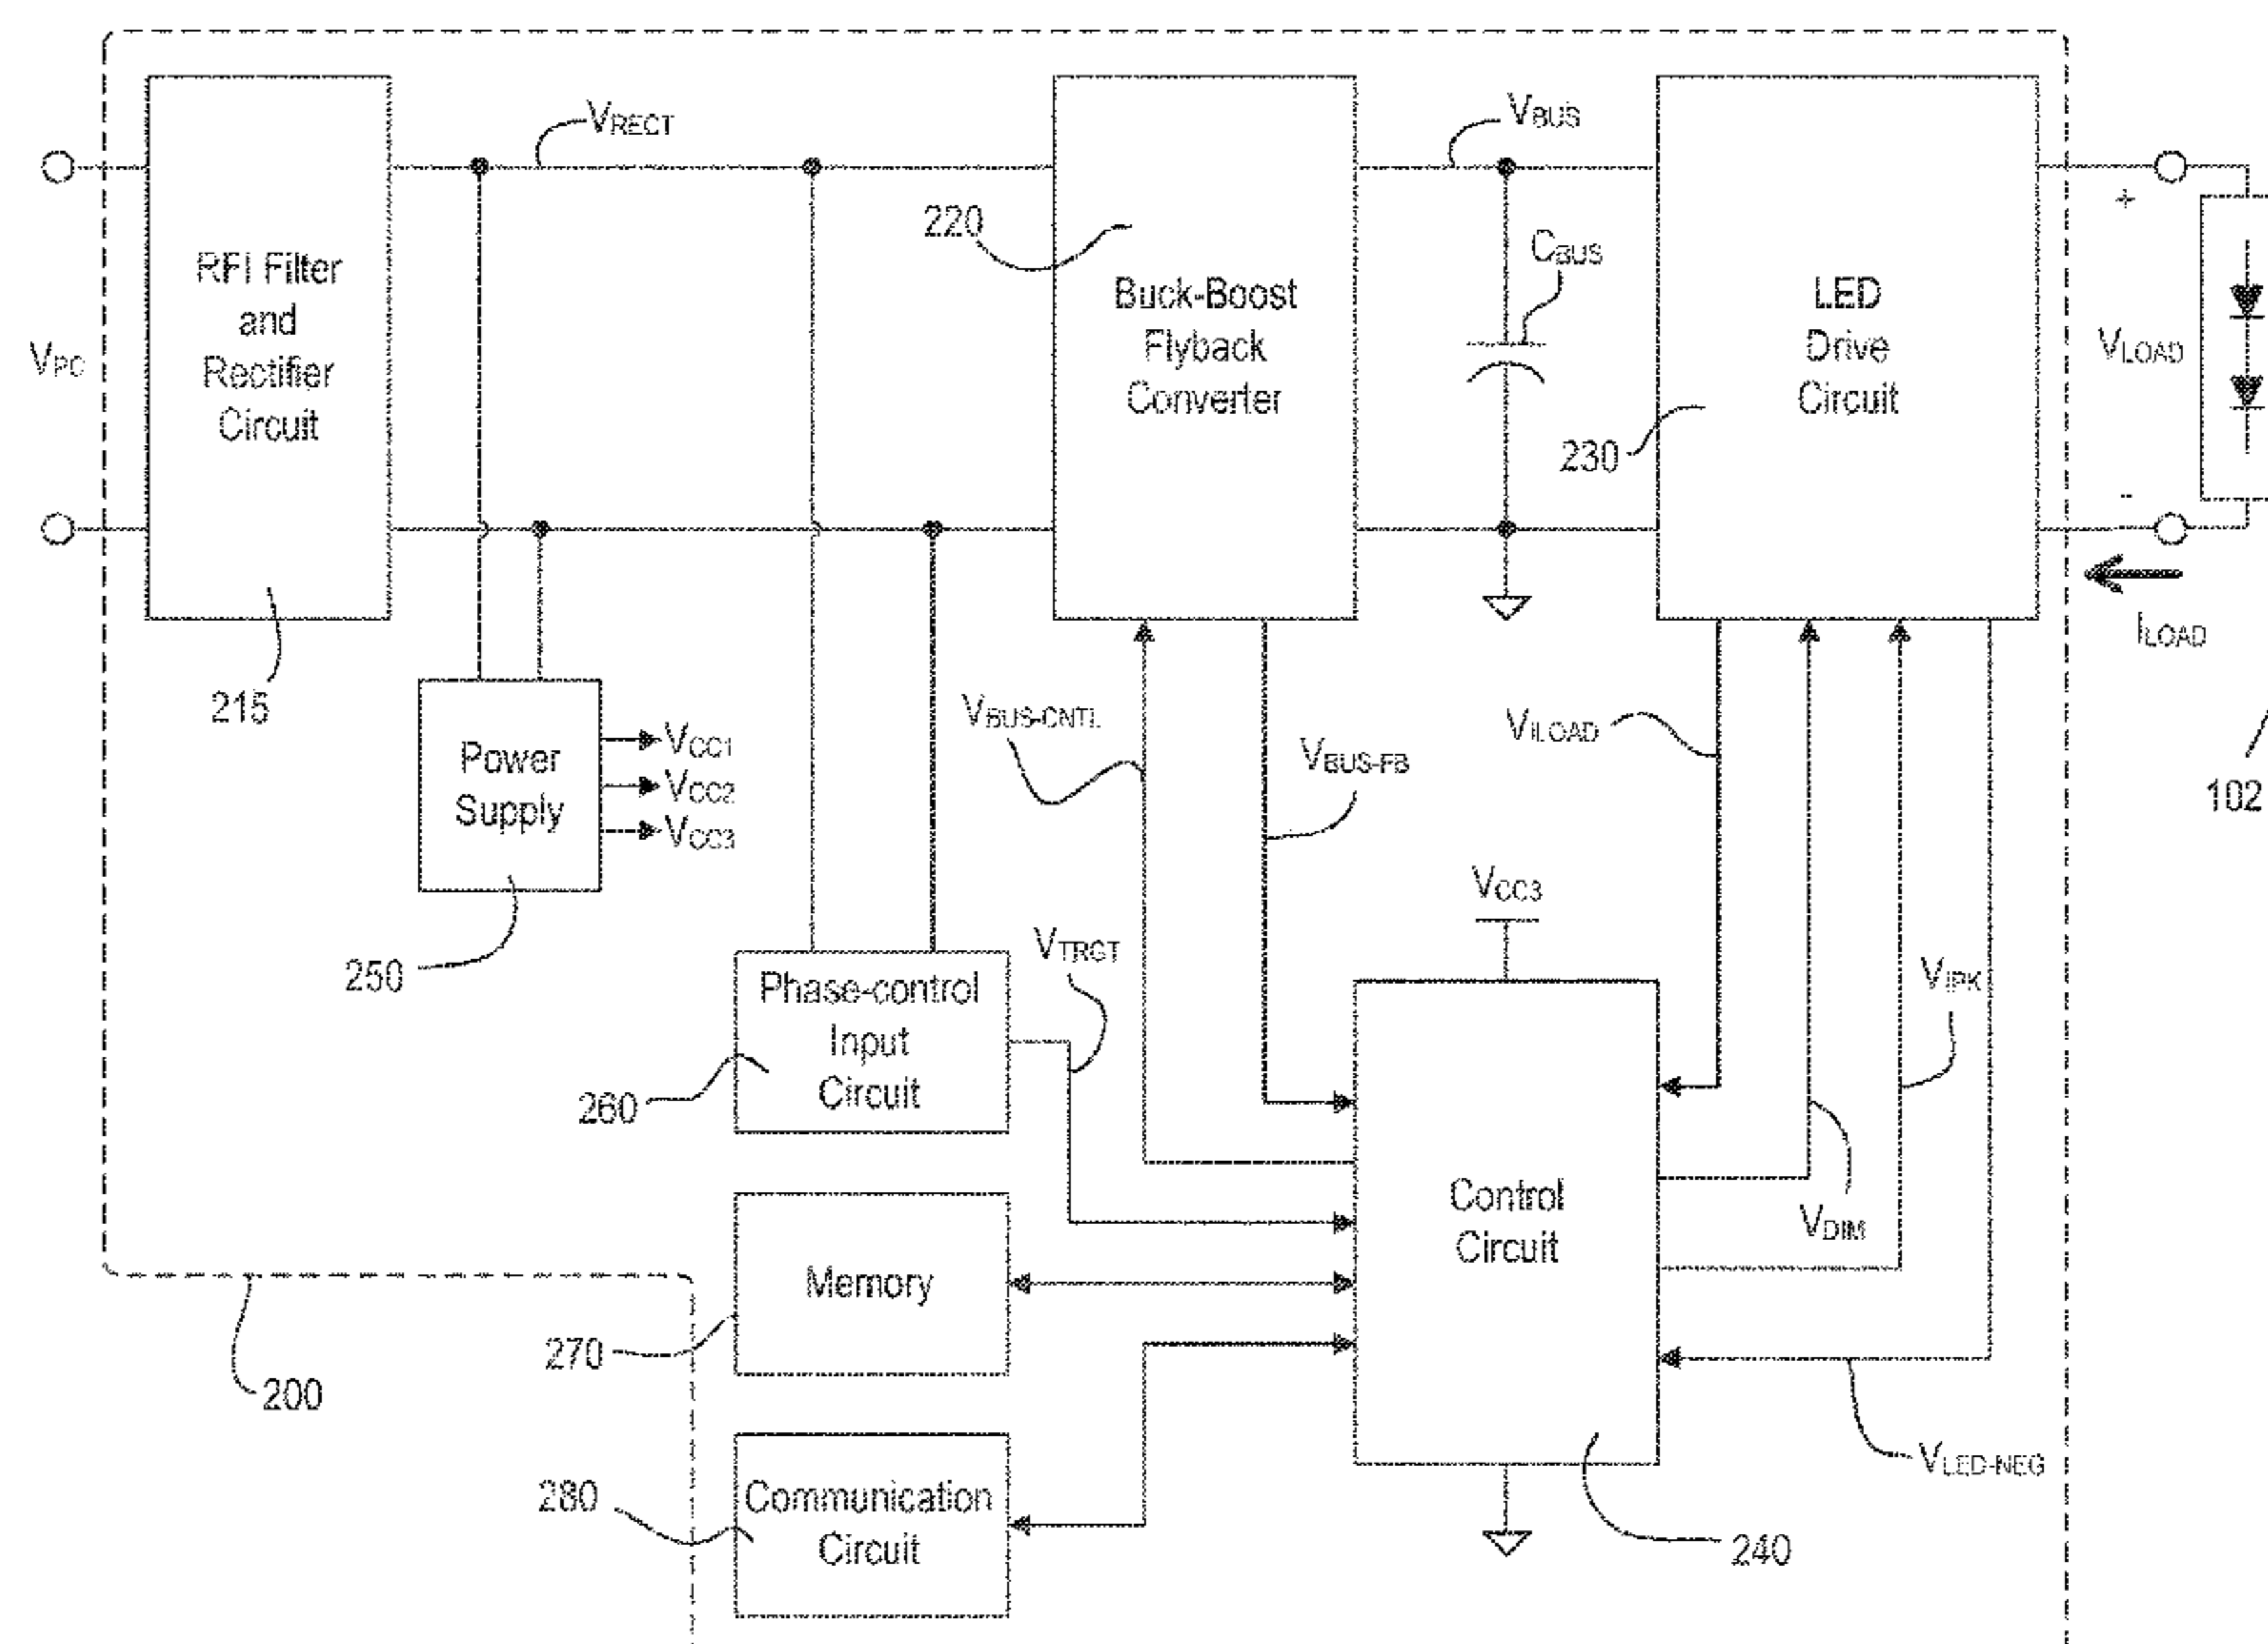 VRECT
VBUS
220
CBUS
RFI Filter
and
Rectifier
Circuit
Buck-Boost
Flyback
Converter
LED
Drive
Circuit
+
VPC
VLOAD
230
-
ILOAD
215
VBUS-CNTL
VILOAD
Power
Supply
VCC1
VCC2
VCC3
VBUS-FB
102
VCC3
250
VTRGT
VIPK
Phase-control
Input
Circuit
260
Control
Circuit
VDIM
Memory
270
200
VLED-NEG
280
Communication
Circuit
240